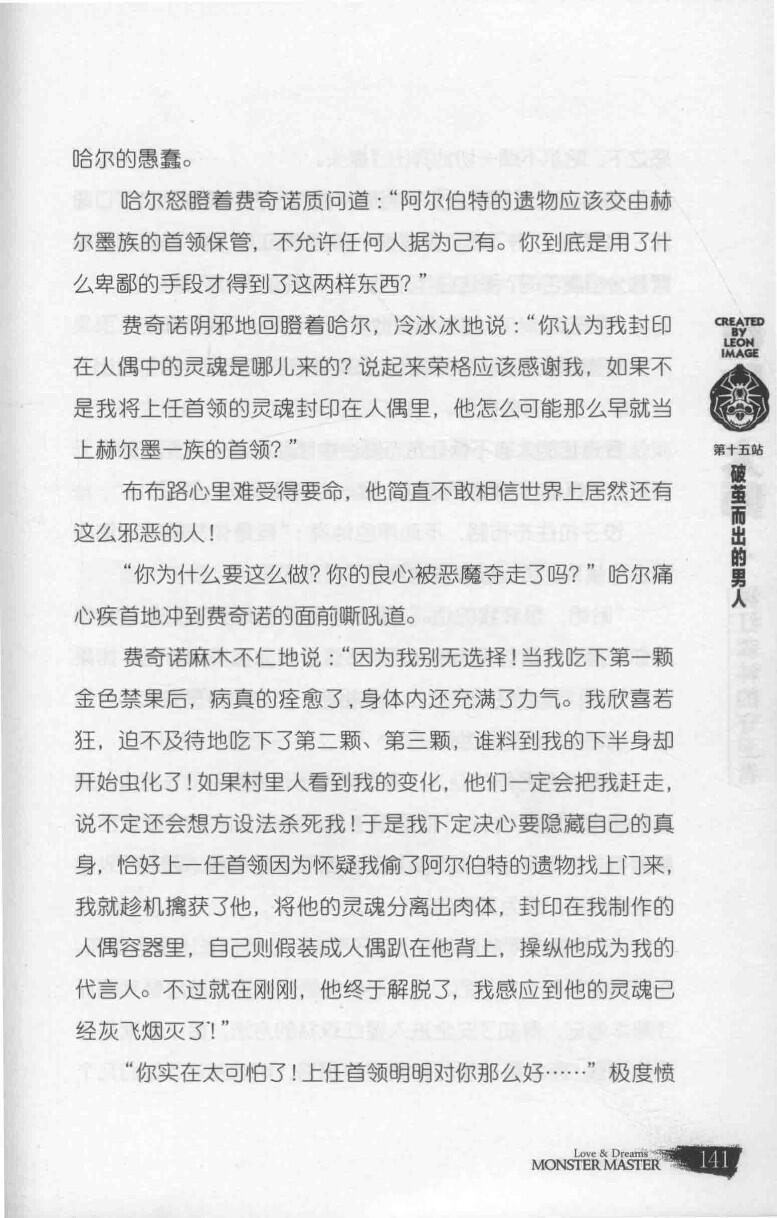 哈尔的愚蠢。
哈尔怒瞪着费奇诺质问道：“阿尔伯特的遗物应该交由赫
尔墨族的首领保管，不允许任何人据为己有。你到底是用了什
么卑鄙的手段才得到了这两样东西？”
费奇诺阴邪地回瞪着哈尔，冷冰冰地说：“你认为我封印
在人偶中的灵魂是哪儿来的？说起来荣格应该感谢我，如果不
是我将上任首领的灵魂封印在人偶里，他怎么可能那么早就当
上赫尔墨一族的首领？”
布布路心里难受得要命，他简直不敢相信世界上居然还有
这么邪恶的人！
“你为什么要这么做？你的良心被恶魔夺走了吗？”哈尔痛
心疾首地冲到费奇诺的面前嘶吼道。
费奇诺麻木不仁地说：“因为我别无选择！当我吃下第一颗
金色禁果后，病真的痊愈了，身体内还充满了力气。我欣喜若
狂，迫不及待地吃下了第二颗、第三颗，谁料到我的下半身却
开始虫化了！如果村里人看到我的变化，他们一定会把我赶走，
说不定还会想方设法杀死我！于是我下定决心要隐藏自己的真
身，恰好上一任首领因为怀疑我偷了阿尔伯特的遗物找上门来，
我就趁机擒获了他，将他的灵魂分离出肉体，封印在我制作的
人偶容器里，自己则假装成人偶趴在他背上，操纵他成为我的
代言人。不过就在刚刚，他终于解脱了，我感应到他的灵魂已
经灰飞烟灭了！”
“你实在太可怕了！上任首领明明对你那么好……”极度愤
CREATED
BY
LEON
IMAGE
第十五站
破茧而出的男人
Love & Dreams
MONSTER MASTER
141